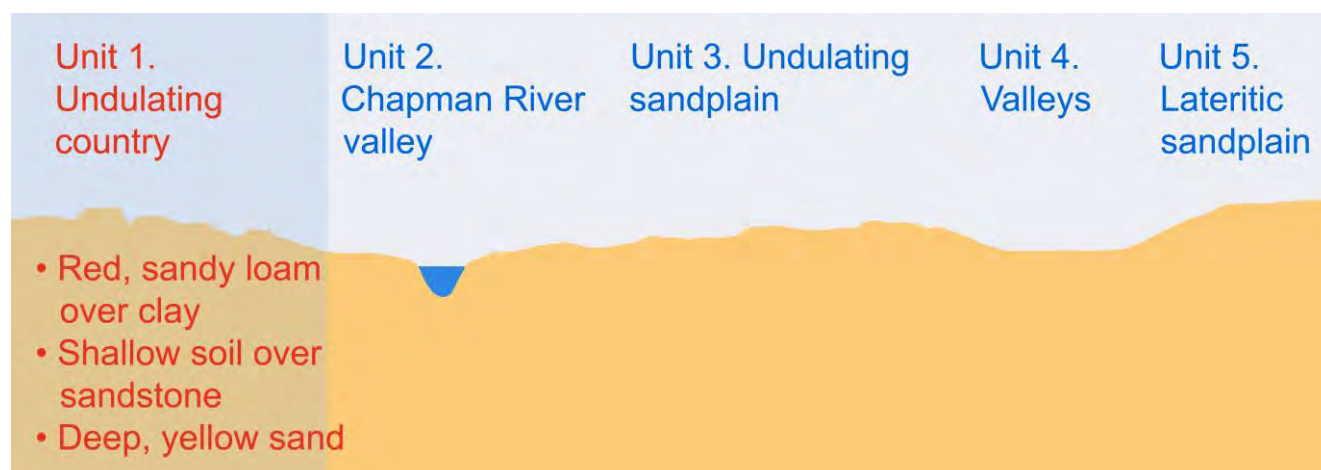 Unit 1.
Undulating
country
Unit 2.
Chapman River
valley
Unit 3. Undulating
sandplain
Unit 4.
Valleys
Unit 5.
Lateritic
sandplain
• Red, sandy loam
over clay
• Shallow soil over
sandstone
• Deep, yellow sand